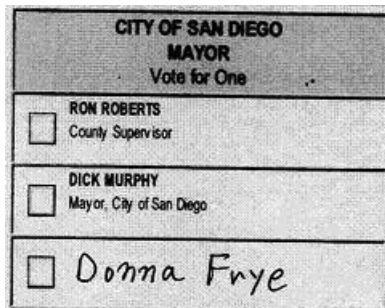 CITY OF SAN DIEGO
MAYOR
Vote for One
RON ROBERTS
County Supervisor
DICK MURPHY
Mayor, City of San Diego
Donna Frye